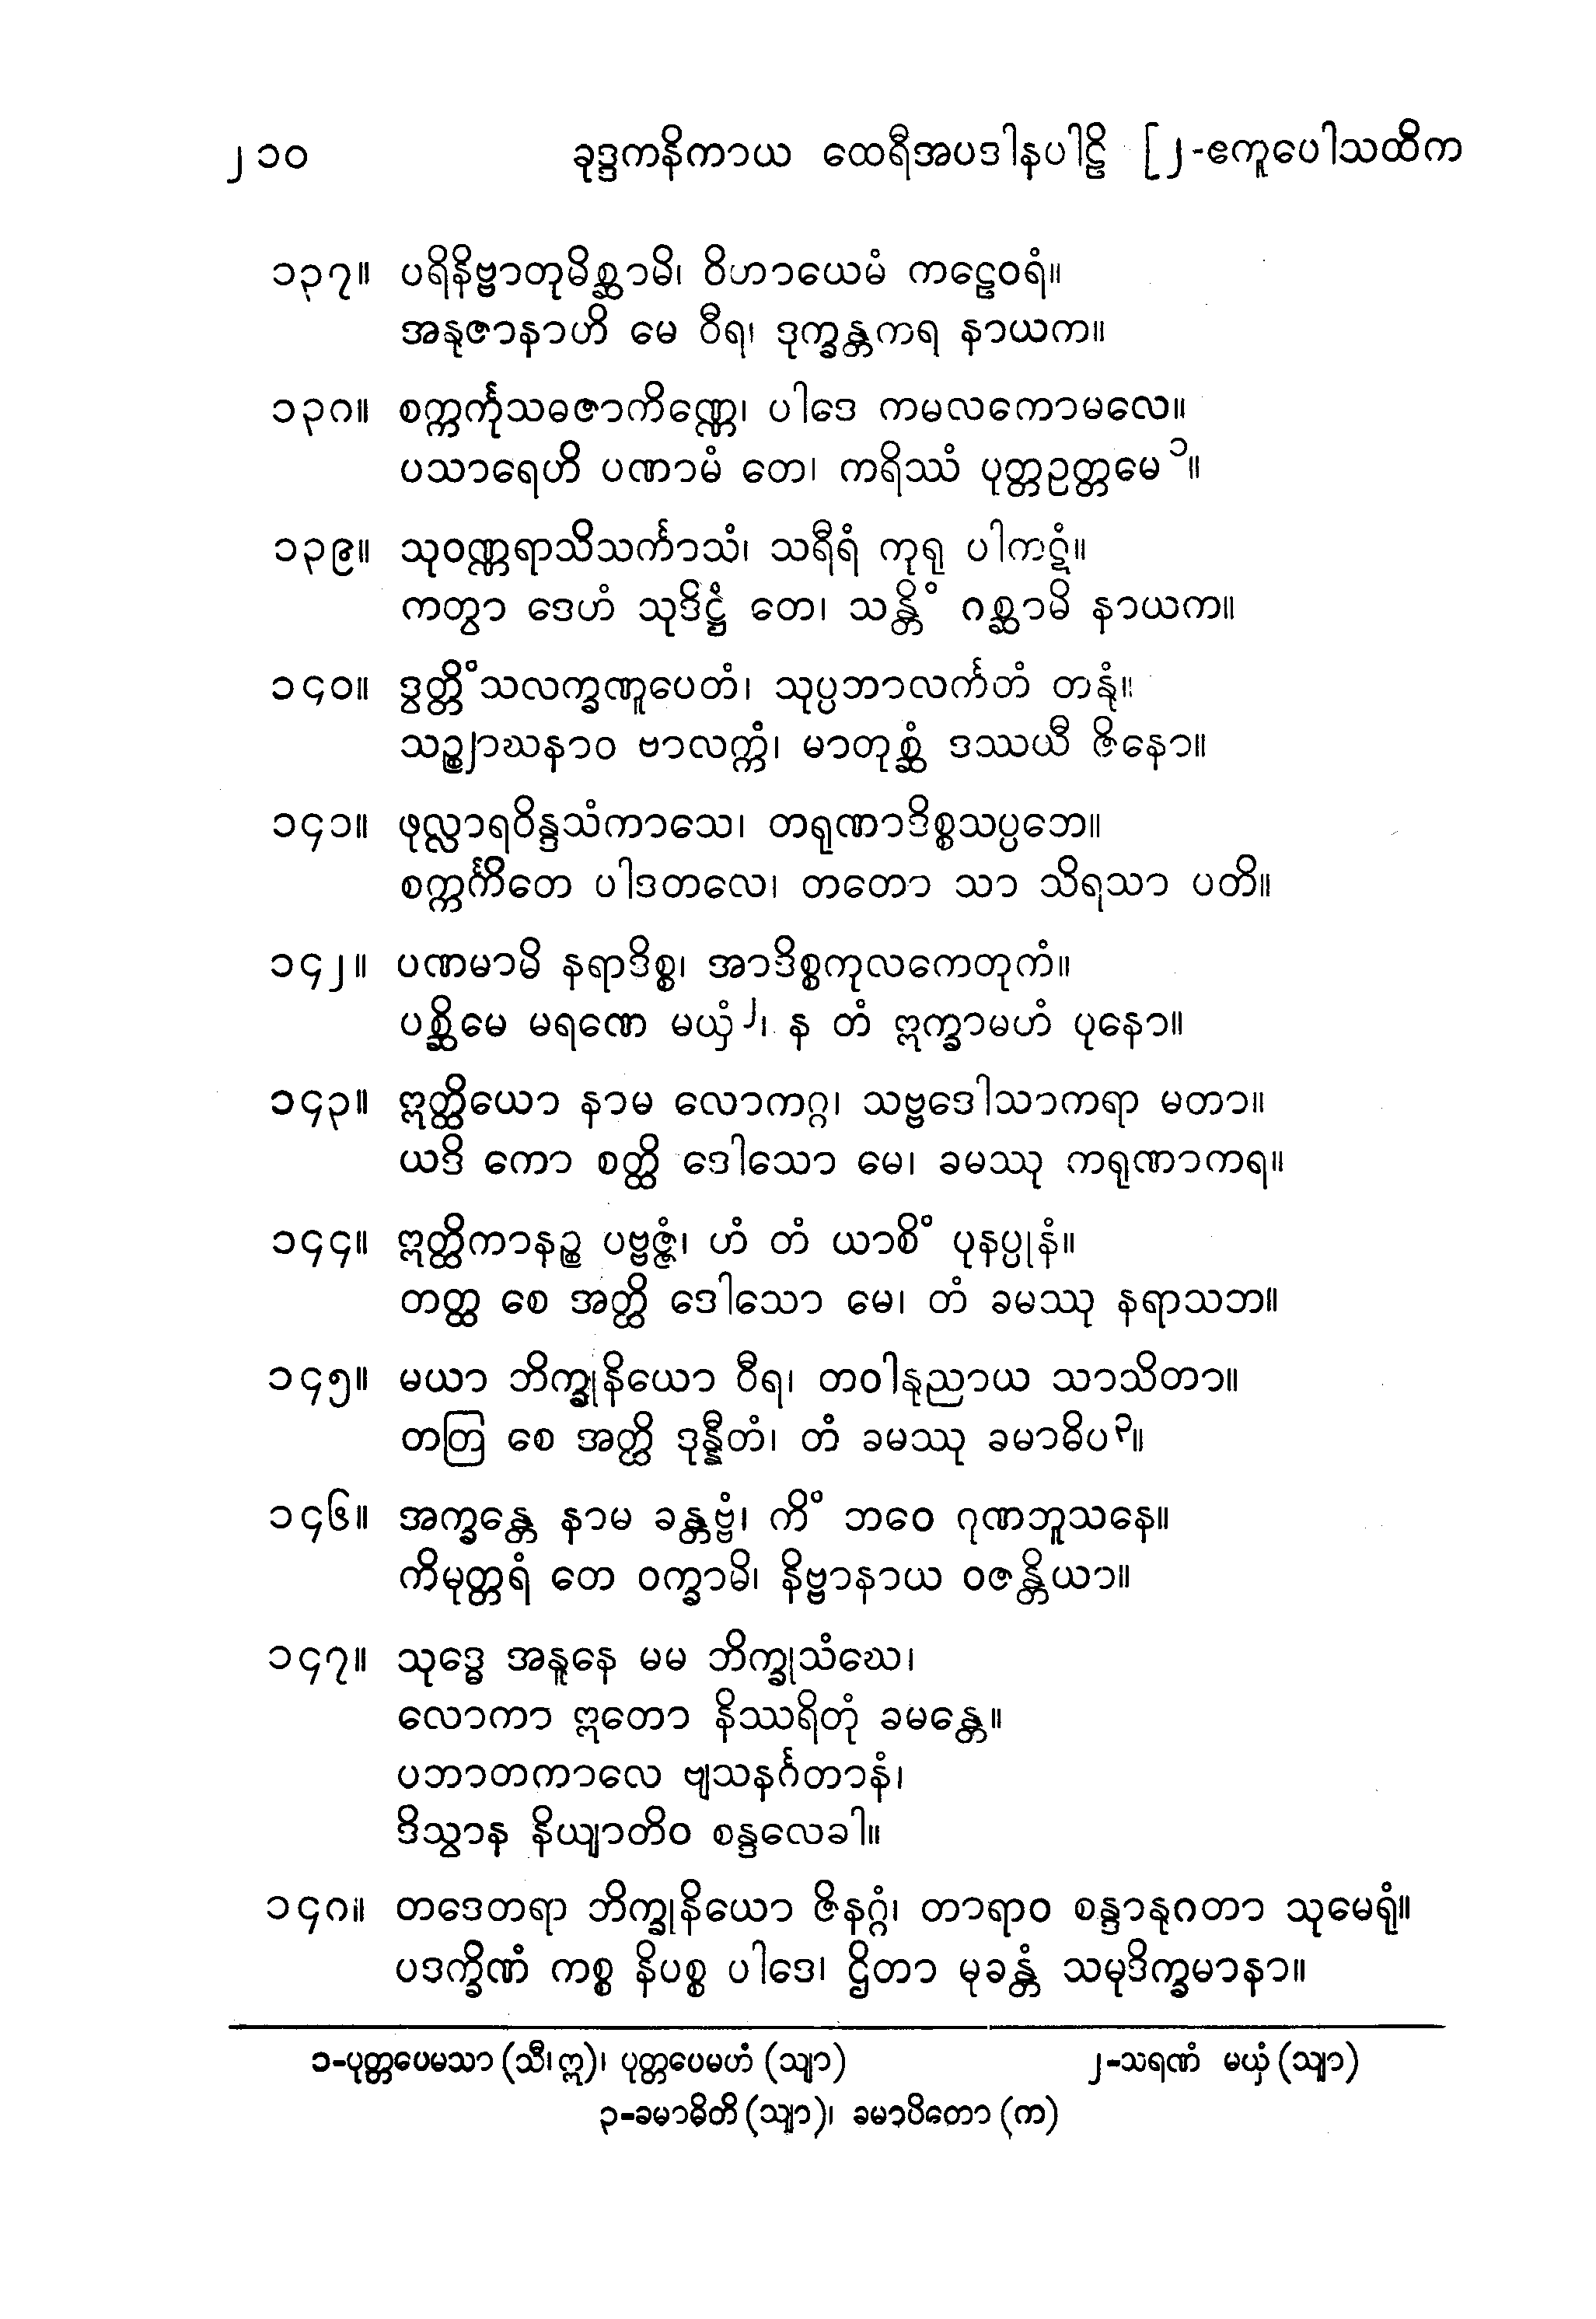 ၂၁၀ ခုဒ္ဒကနိကာယ ထေရီအပဒါနပါဠိ [၂-ဧကူပေါသထိက
၁၃၇။ ပရိနိဗ္ဗာတုမိစ္ဆာမိ၊ ဝိဟာယေမံ ကဠေဝရံ။
အနုဇာနာဟိ မေ ဝီရ၊ ဒုက္ခန္တကရ နာယက။
၁၃၈။ စက္ကင်္ကုသဓဇာကိဏ္ဏေ၊ ပါဒေ ကမလကောမလေ။
ပသာရေဟိ ပဏာမံ တေ၊ ကရိဿံ ပုတ္တဥတ္တမေ ၁။
၁၃၉။ သုဝဏ္ဏရာသိသင်္ကာသံ၊ သရီရံ ကုရု ပါကဋံ။
ကတွာ ဒေဟံ သုဒိဋ္ဌံ တေ၊ သန္တိံ ဂစ္ဆာမိ နာယက။
၁၄၀။ ဒွတ္တိံသလက္ခဏူပေတံ၊ သုပ္ပဘာလင်္ကတံ တနုံ။
သဉ္ဈာဃနာဝ ဗာလက္ကံ၊ မာတုစ္ဆံ ဒဿယီ ဇိနော။
၁၄၁။ ဖုလ္လာရဝိန္ဒသံကာသေ၊ တရုဏာဒိစ္စသပ္ပဘေ။
စက္ကင်္ကိတေ ပါဒတလေ၊ တတော သာ သိရသာ ပတိ။
၁၄၂။ ပဏမာမိ နရာဒိစ္စ၊ အာဒိစ္စကုလကေတုကံ။
ပစ္ဆိမေ မရဏေ မယှံ ၂၊ န တံ ဣက္ခာမဟံ ပုနော။
၁၄၃။ ဣတ္ထိယော နာမ လောကဂ္ဂ၊ သဗ္ဗဒေါသာကရာ မတာ။
ယဒိ ကော စတ္ထိ ဒေါသော မေ၊ ခမဿု ကရုဏာကရ။
၁၄၄။ ဣတ္ထိကာနဉ္စ ပဗ္ဗဇ္ဇံ၊ ဟံ တံ ယာစိံ ပုနပ္ပုနံ။
တတ္ထ စေ အတ္ထိ ဒေါသော မေ၊ တံ ခမဿု နရာသဘ။
၁၄၅။ မယာ ဘိက္ခုနိယော ဝီရ၊ တဝါနုညာယ သာသိတာ။
တတြ စေ အတ္ထိ ဒုန္နီတံ၊ တံ ခမဿု ခမာဓိပ ၃။
၁၄၆။ အက္ခန္တေ နာမ ခန္တဗ္ဗံ၊ ကိံ ဘဝေ ဂုဏဘူသနေ။
ကိမုတ္တရံ တေ ဝက္ခာမိ၊ နိဗ္ဗာနာယ ဝဇန္တိယာ။
၁၄၇။ သုဒ္ဓေ အနူနေ မမ ဘိက္ခုသံဃေ၊
လောကာ ဣတော နိဿရိတုံ ခမန္တေ။
ပဘာတကာလေ ဗျသနင်္ဂတာနံ၊
ဒိသွာန နိယျာတိဝ စန္ဒလေခါ။
၁၄၈။ တဒေတရာ ဘိက္ခုနိယော ဇိနဂ္ဂံ၊ တာရာဝ စန္ဒာနုဂတာ သုမေရုံ။
ပဒက္ခိဏံ ကစ္စ နိပစ္စ ပါဒေ၊ ဌိတာ မုခန္တံ သမုဒိက္ခမာနာ။
၁-ပုတ္တပေမသာ (သီ၊ ဣ)၊ ပုတ္တပေမဟံ (သျာ) ၂-သရဏံ မယှံ (သျာ)
၃-ခမာဓိတိ (သျာ)၊ ခမာပိတော (က)